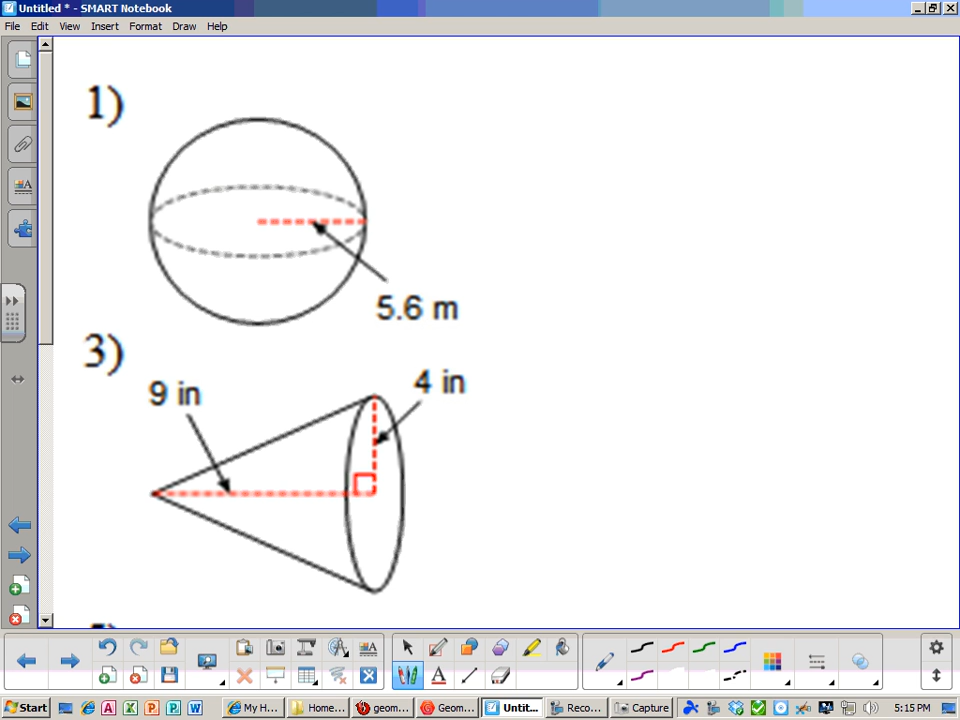 Untitled * - SMART Notebook
File Edit View Insert Format Draw Help
1)
5.6 m
3)
9 in
4 in
Start
My H...
Home...
geom...
Geom...
Untit...
Reco...
Capture
5:15 PM